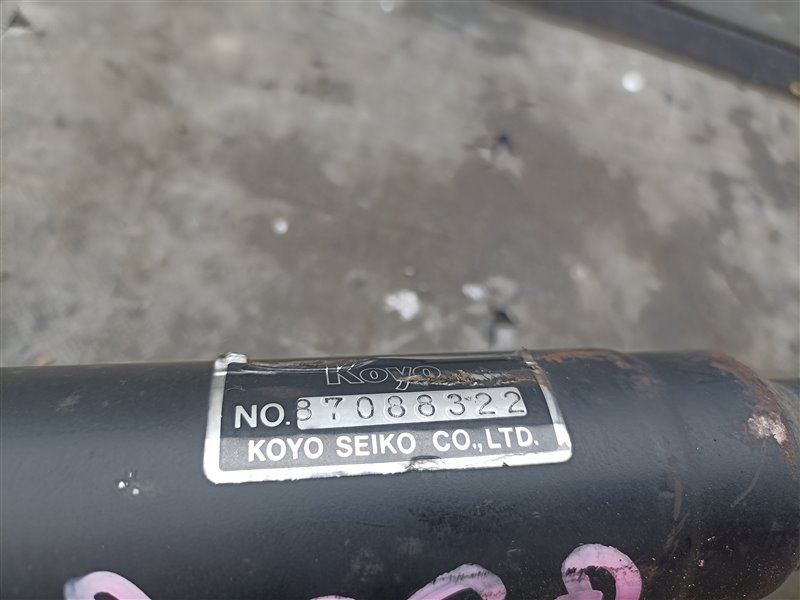 Koyo
NO. 87088322
KOYO SEIKO CO., LTD.